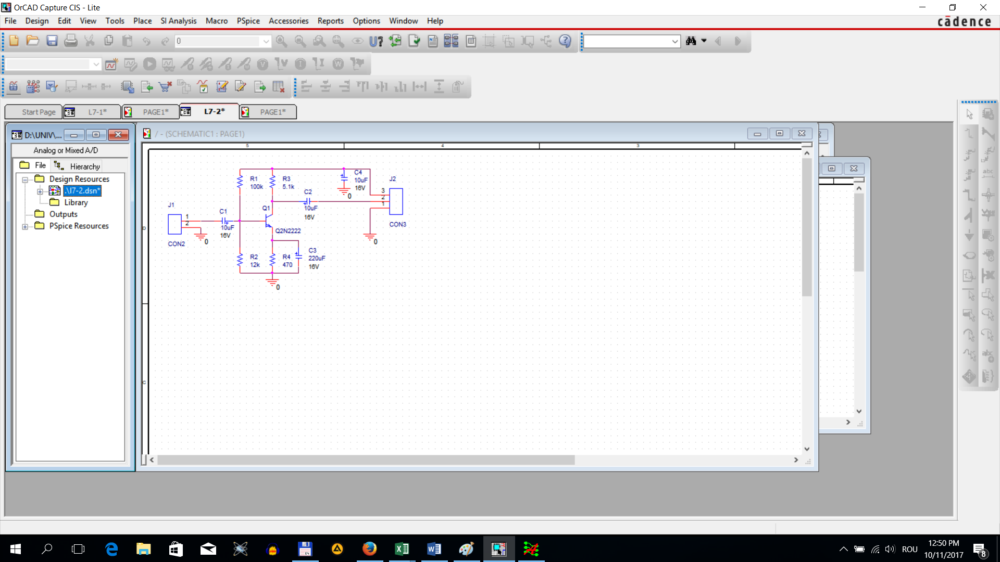 OrCAD Capture CIS - Lite
File Design Edit View Tools Place SI Analysis Macro PSpice Accessories Reports Options Window Help
cādence
0
U?
Start Page L7-1* PAGE1* L7-2* PAGE1*
D:\UNIV\...
/ - (SCHEMATIC1 : PAGE1)
Analog or Mixed A/D
File Hierarchy
Design Resources
.\l7-2.dsn*
Library
Outputs
PSpice Resources
5 4 3
D
C
R1
100k
R3
5.1k
C4
10uF
16V
0
J2
3
2
1
CON3
0
C2
10uF
16V
J1
1
2
CON2
0
C1
10uF
16V
Q1
Q2N2222
R2
12k
R4
470
C3
220uF
16V
0
ROU
12:50 PM
10/11/2017
8